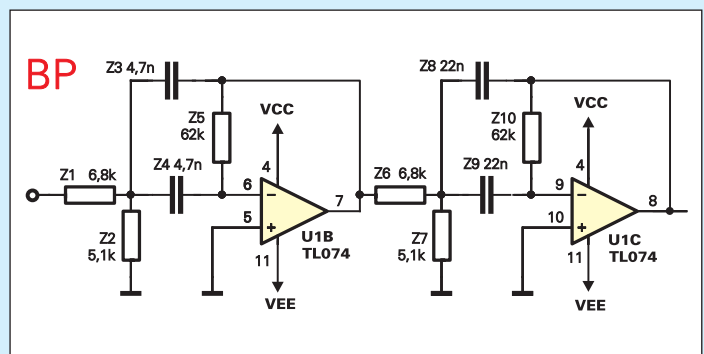 BP
Z3 4,7n
Z8 22n
VCC
VCC
Z5
62k
Z10
62k
Z1 6,8k
Z4 4,7n
4
6
7
Z6 6,8k
Z9 22n
4
9
8
5
10
Z2
5,1k
U1B
TL074
11
VEE
Z7
5,1k
U1C
TL074
11
VEE